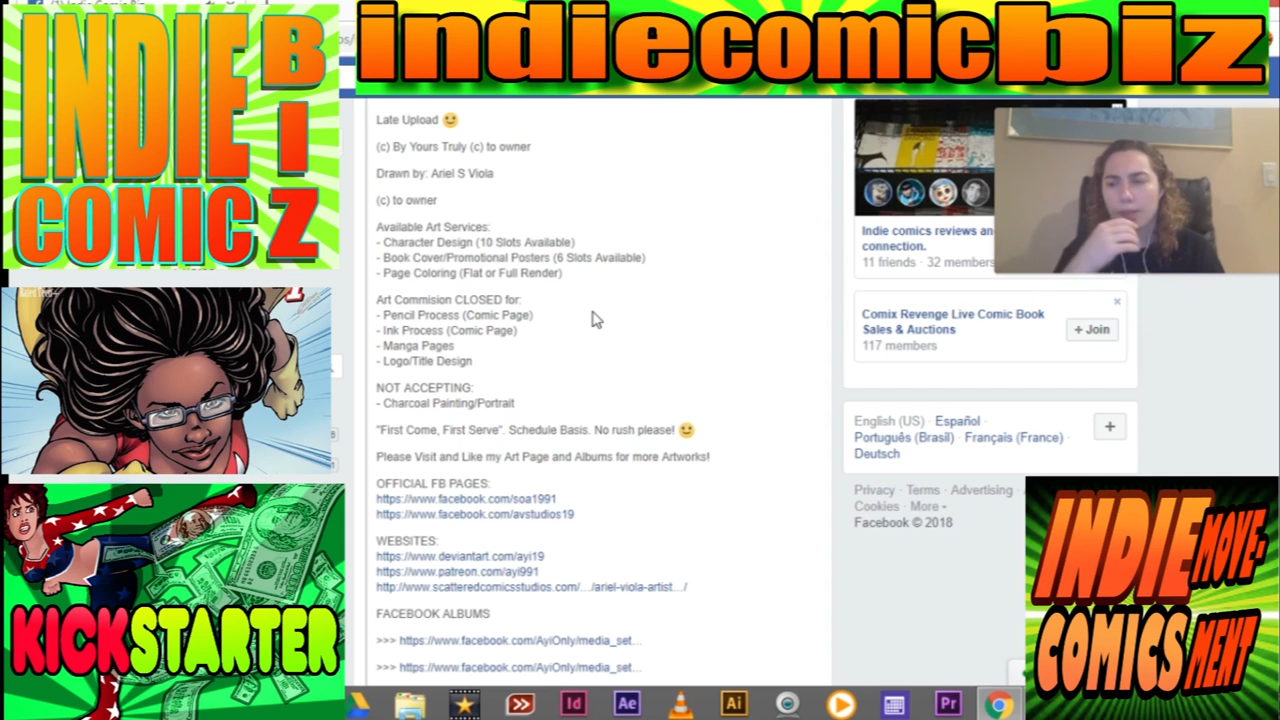 indiecomicbiz
INDIE
COMIC
BIZ
KICKSTARTER
Late Upload
(c) By Yours Truly (c) to owner
Drawn by: Ariel S Viola
(c) to owner
Available Art Services:
- Character Design (10 Slots Available)
- Book Cover/Promotional Posters (6 Slots Available)
- Page Coloring (Flat or Full Render)
Art Commision CLOSED for:
- Pencil Process (Comic Page)
- Ink Process (Comic Page)
- Manga Pages
- Logo/Title Design
NOT ACCEPTING:
- Charcoal Painting/Portrait
"First Come, First Serve". Schedule Basis. No rush please!
Please Visit and Like my Art Page and Albums for more Artworks!
OFFICIAL FB PAGES:
https://www.facebook.com/soa1991
https://www.facebook.com/avstudios19
WEBSITES:
https://www.deviantart.com/ayi19
https://www.patreon.com/ayi991
http://www.scatteredcomicsstudios.com/.../ariel-viola-artist.../
FACEBOOK ALBUMS
>>> https://www.facebook.com/AyiOnly/media_set...
>>> https://www.facebook.com/AyiOnly/media_set...
Indie comics reviews an
connection.
11 friends · 32 members
Comix Revenge Live Comic Book
Sales & Auctions
117 members
+ Join
English (US) · Español ·
Português (Brasil) · Français (France) ·
Deutsch
Privacy · Terms · Advertising ·
Cookies · More
Facebook © 2018
INDIE
COMICS
MOVE-
MENT
Id
Ae
Ai
Pr